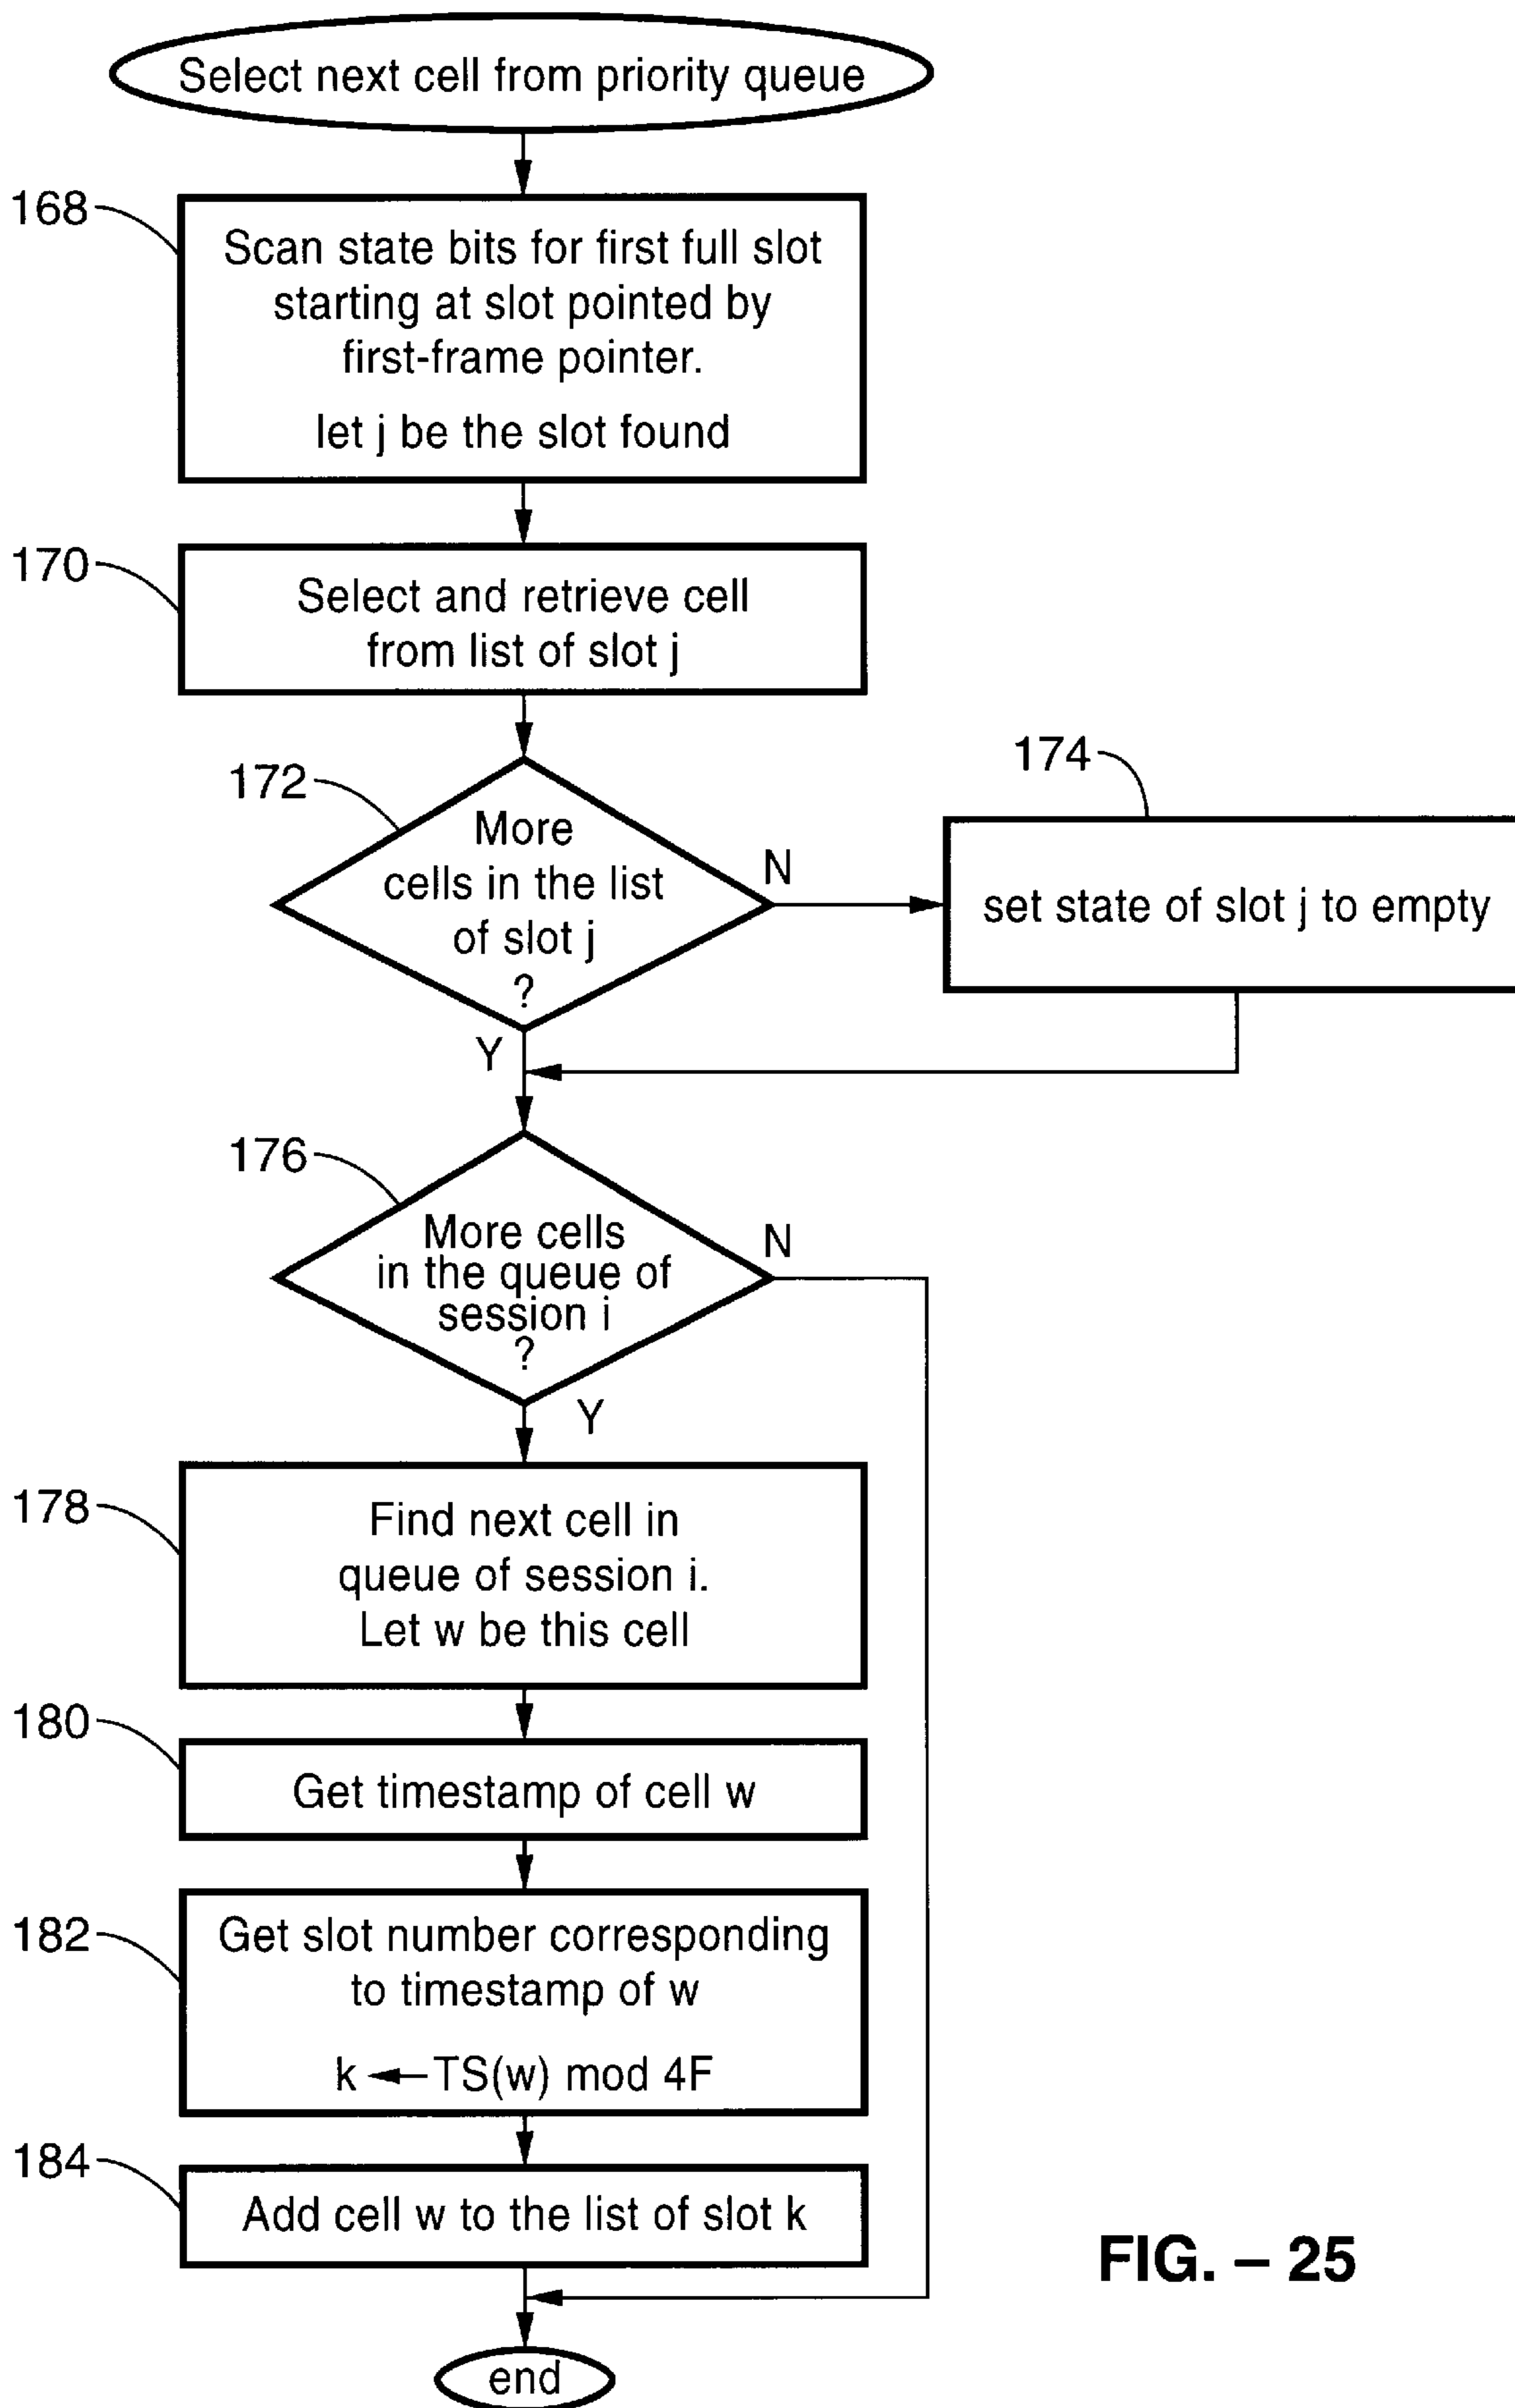 Select next cell from priority queue
168
Scan state bits for first full slot
starting at slot pointed by
first-frame pointer.
let j be the slot found
170
Select and retrieve cell
from list of slot j
172
More
cells in the list
of slot j
?
N
174
set state of slot j to empty
Y
176
More cells
in the queue of
session i
?
N
Y
178
Find next cell in
queue of session i.
Let w be this cell
180
Get timestamp of cell w
182
Get slot number corresponding
to timestamp of w
k ← TS(w) mod 4F
184
Add cell w to the list of slot k
end
FIG. – 25